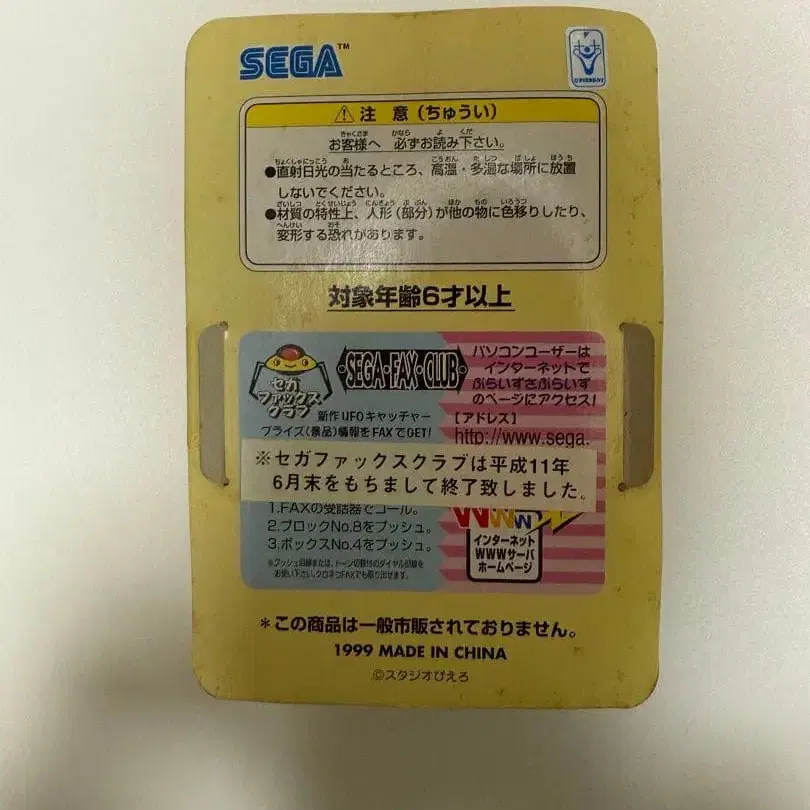 SEGA™
注意(ちゅうい)
お客様へ 必ずお読み下さい。
●直射日光の当たるところ、高温・多湿な場所に放置
しないでください。
●材質の特性上、人形(部分)が他の物に色移りしたり、
変形する恐れがあります。
対象年齢6才以上
セガ
ファックス
クラブ
SEGA・FAX・CLUB
新作UFOキャッチャー
プライズ(景品)情報をFAXでGET!
パソコンユーザーは
インターネットで
ぷらいずさぷらいず
のページにアクセス!
【アドレス】
http://www.sega.
※セガファックスクラブは平成11年
6月末をもちまして終了致しました。
1.FAXの受話器でコール。
2.ブロックNo.8をプッシュ。
3.ボックスNo.4をプッシュ。
WWW
インターネット
WWWサーバ
ホームページ
*この商品は一般市販されておりません。
1999 MADE IN CHINA
©スタジオぴえろ